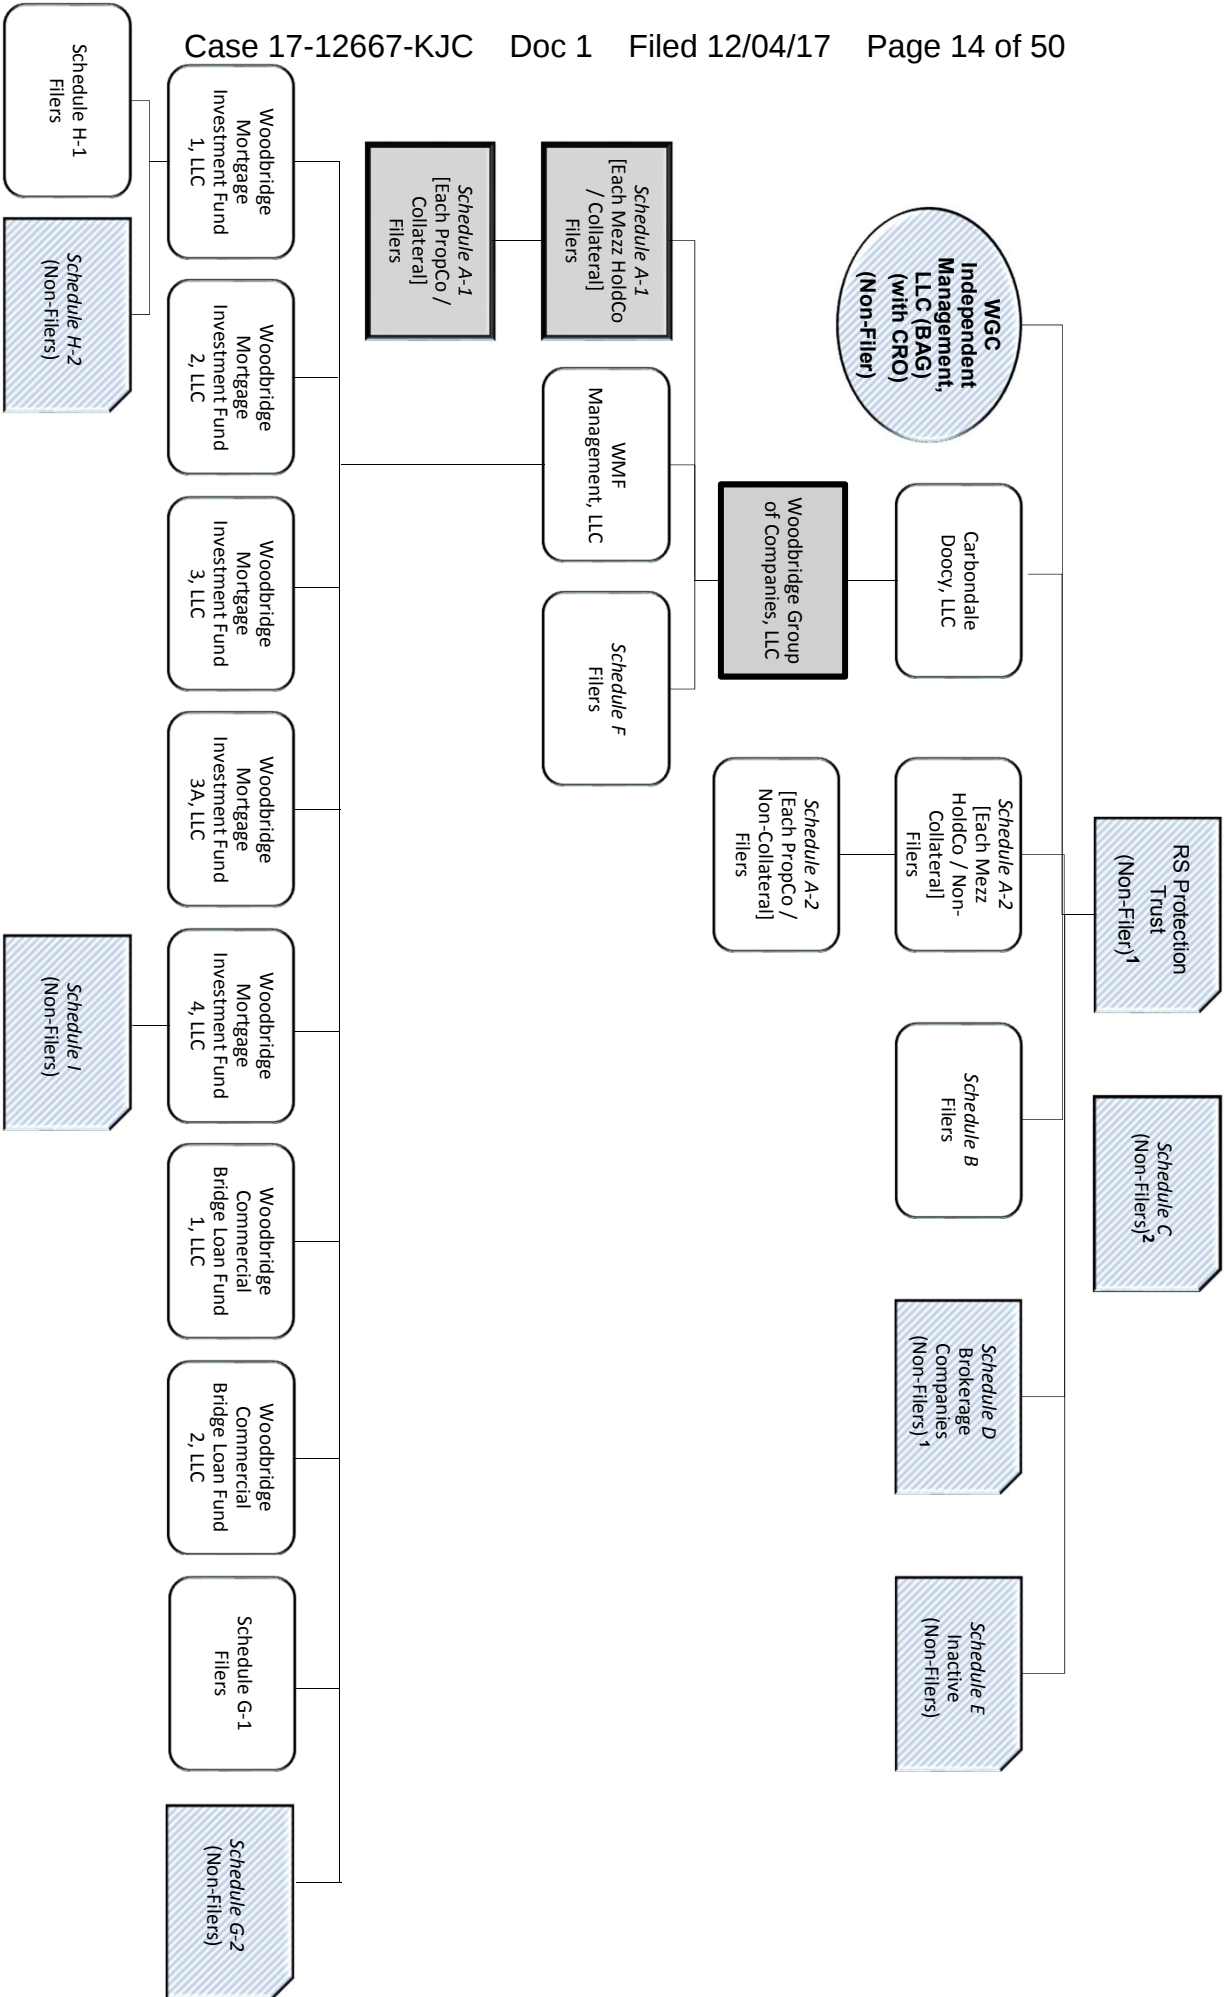 Case 17-12667-KJC Doc 1 Filed 12/04/17 Page 14 of 50
RS Protection
Trust
(Non-Filer)1
Schedule C
(Non-Filers)2
WGC
Independent
Management,
LLC (BAG)
(with CRO)
(Non-Filer)
Carbondale
Doocy, LLC
Schedule A-2
[Each Mezz
HoldCo / Non-
Collateral]
Filers
Schedule B
Filers
Schedule D
Brokerage
Companies
(Non-Filers)1
Schedule E
Inactive
(Non-Filers)
Woodbridge Group
of Companies, LLC
Schedule A-2
[Each PropCo /
Non-Collateral]
Filers
Schedule A-1
[Each Mezz HoldCo
/ Collateral]
Filers
WMF
Management, LLC
Schedule F
Filers
Schedule A-1
[Each PropCo /
Collateral]
Filers
Woodbridge
Mortgage
Investment Fund
1, LLC
Woodbridge
Mortgage
Investment Fund
2, LLC
Woodbridge
Mortgage
Investment Fund
3, LLC
Woodbridge
Mortgage
Investment Fund
3A, LLC
Woodbridge
Mortgage
Investment Fund
4, LLC
Woodbridge
Commercial
Bridge Loan Fund
1, LLC
Woodbridge
Commercial
Bridge Loan Fund
2, LLC
Schedule G-1
Filers
Schedule G-2
(Non-Filers)
Schedule H-1
Filers
Schedule H-2
(Non-Filers)
Schedule I
(Non-Filers)